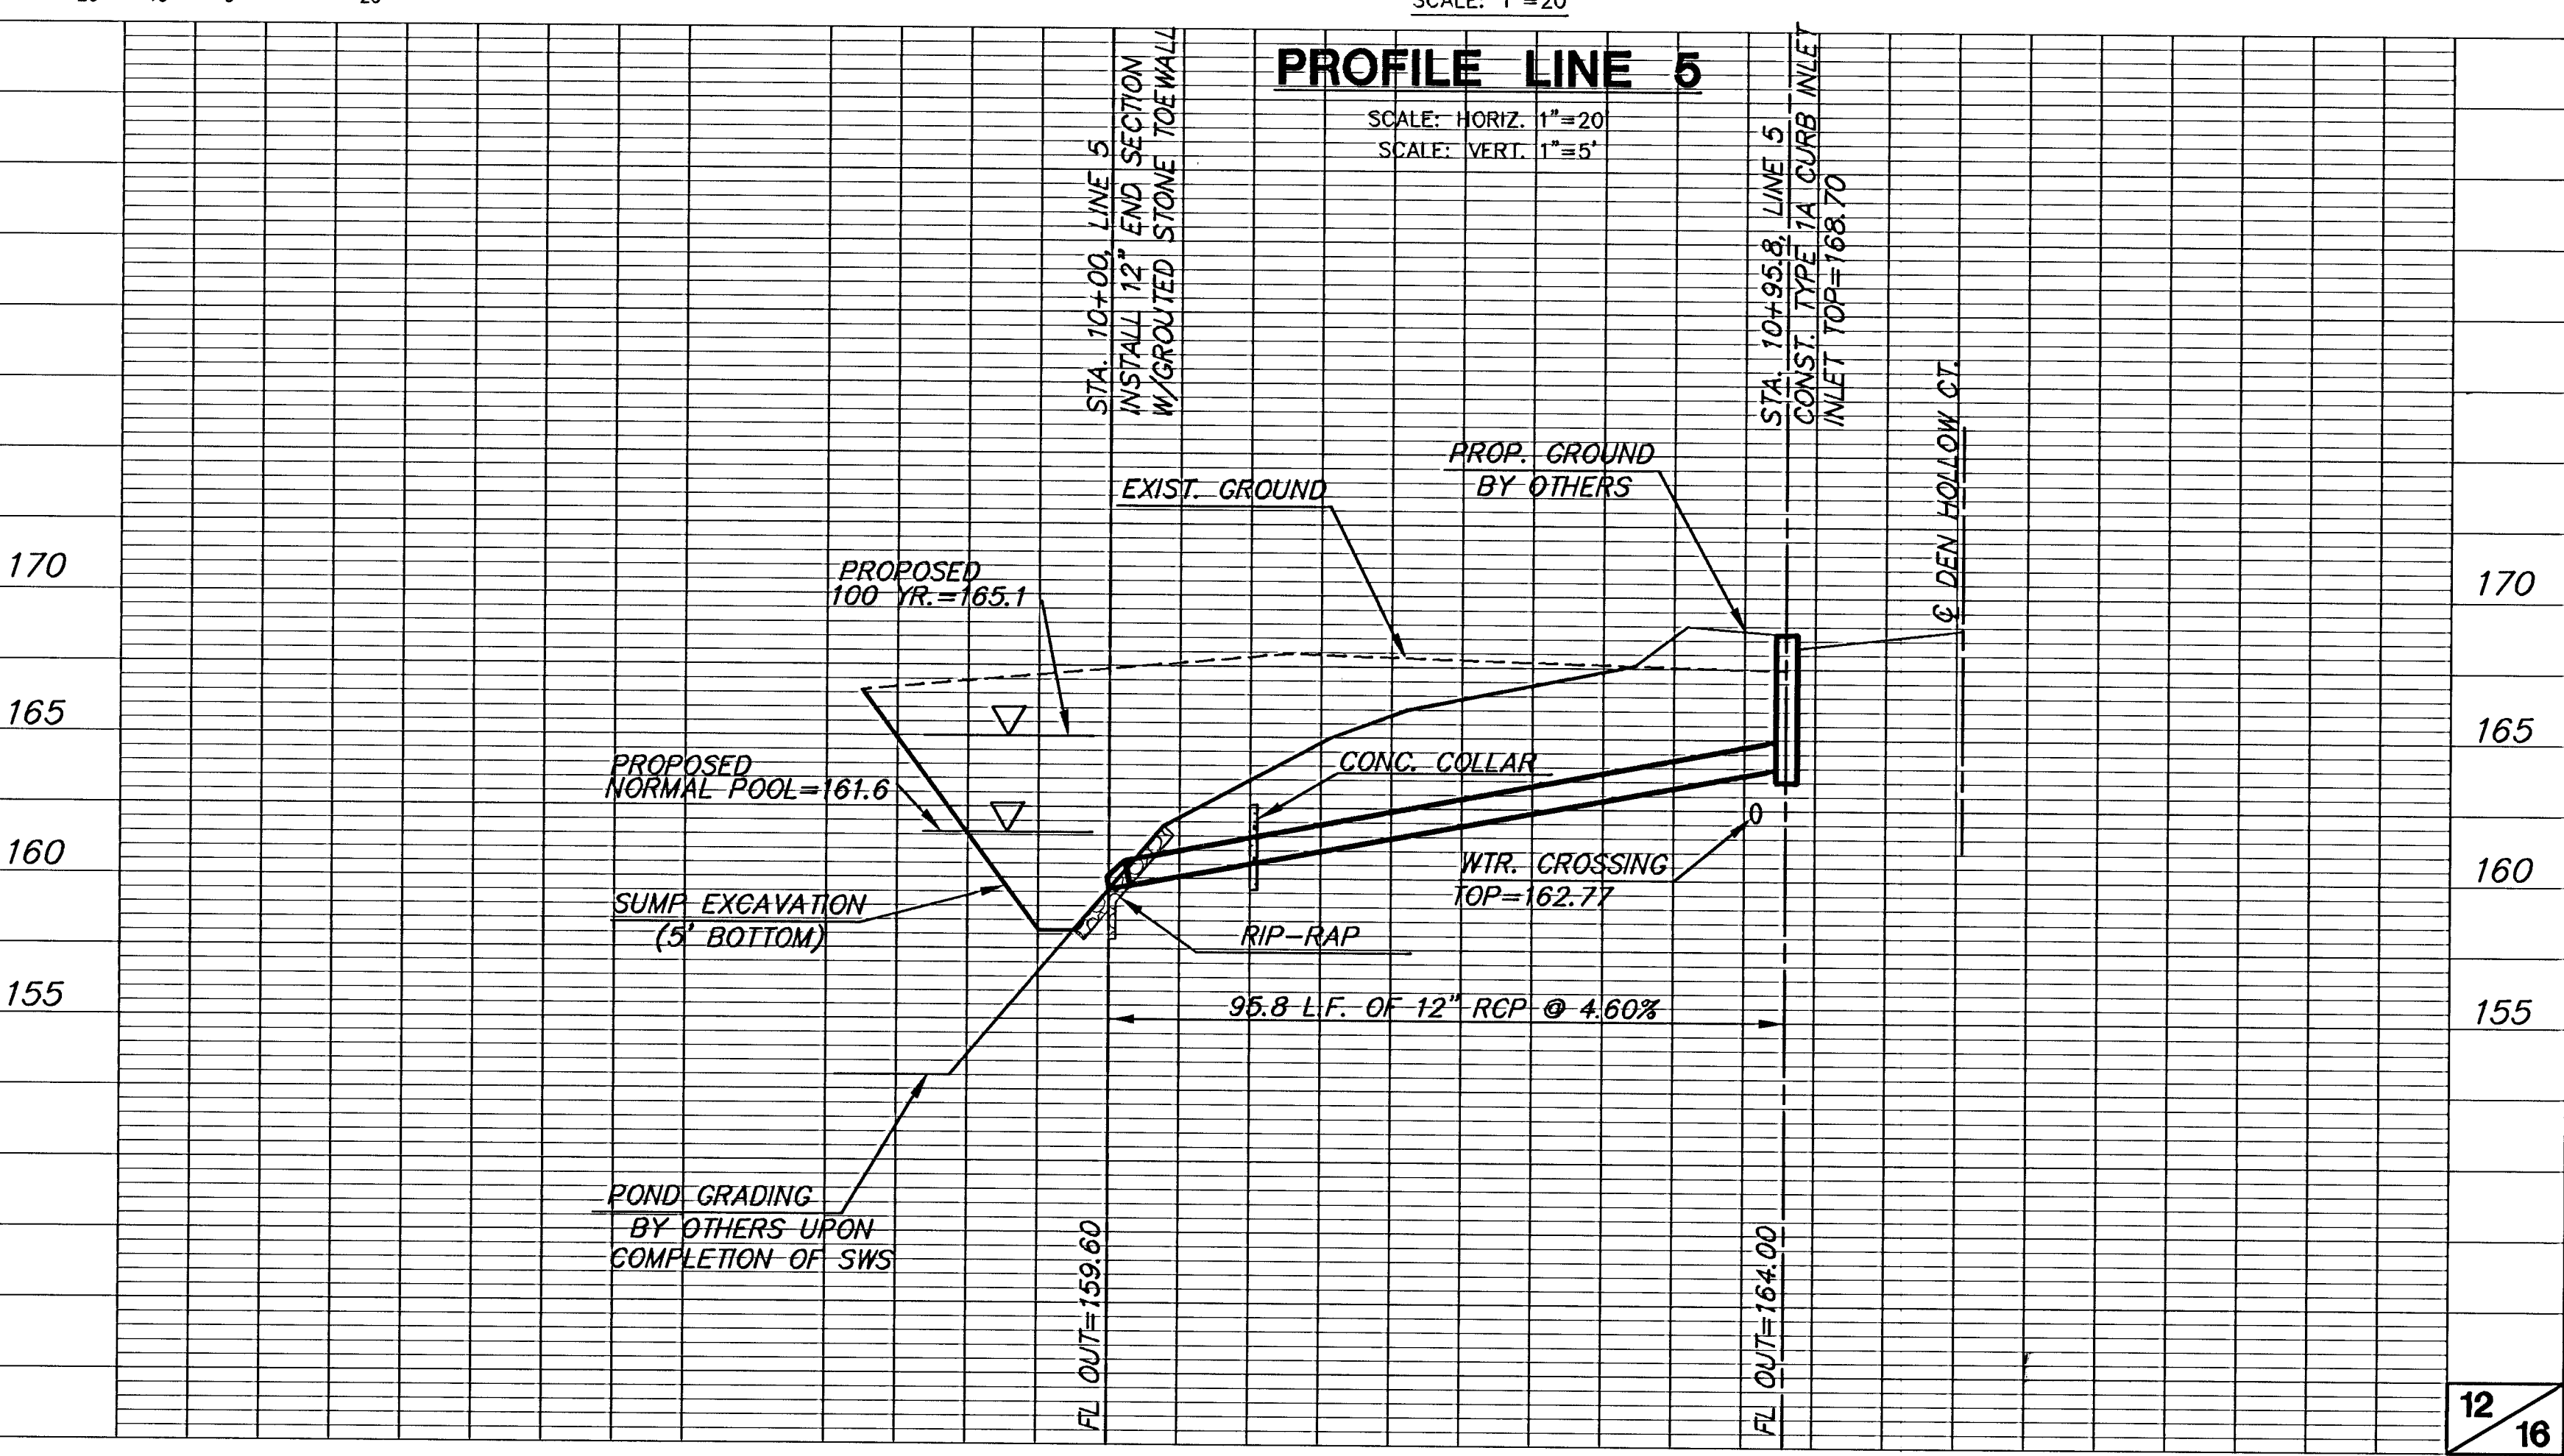 SCALE: 1"=20'
PROFILE LINE 5
SCALE: HORIZ. 1"=20'
SCALE: VERT. 1"=5'
STA. 10+00, LINE 5
INSTALL 12" END SECTION
W/GROUTED STONE TOEWALL
STA. 10+95.8, LINE 5
CONST. TYPE 1A CURB INLET
INLET TOP=168.70
℄ DEN HOLLOW CT.
PROP. GROUND
BY OTHERS
EXIST. GROUND
170
170
PROPOSED
100 YR.=165.1
165
165
PROPOSED
NORMAL POOL=161.6
CONC. COLLAR
160
160
WTR. CROSSING
TOP=162.77
SUMP EXCAVATION
(5' BOTTOM)
RIP-RAP
155
155
95.8 L.F. OF 12" RCP @ 4.60%
POND GRADING
BY OTHERS UPON
COMPLETION OF SWS
FL OUT=159.60
FL OUT=164.00
12
16